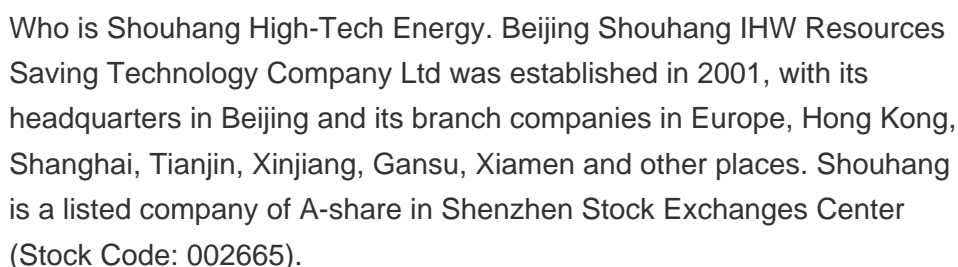 Who is Shouhang High-Tech Energy. Beijing Shouhang IHW Resources
Saving Technology Company Ltd was established in 2001, with its
headquarters in Beijing and its branch companies in Europe, Hong Kong,
Shanghai, Tianjin, Xinjiang, Gansu, Xiamen and other places. Shouhang
is a listed company of A-share in Shenzhen Stock Exchanges Center
(Stock Code: 002665).